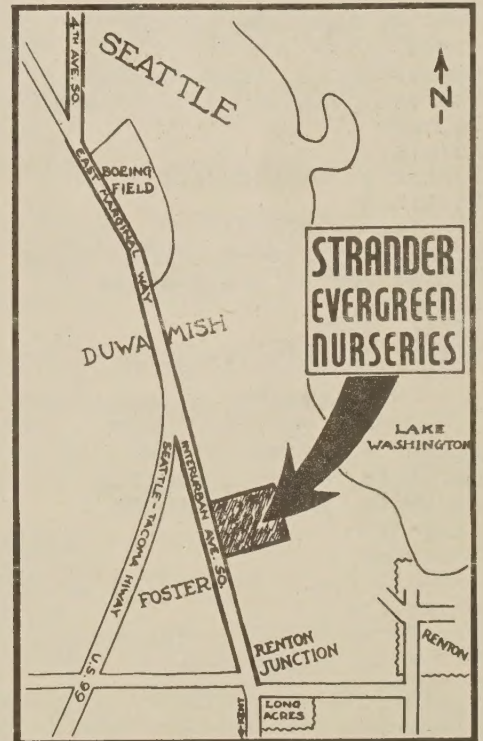 4TH AVE. SO.
SEATTLE
N
BOEING
FIELD
EAST MARGINAL WAY
STRANDER
EVERGREEN
NURSERIES
DUWAMISH
LAKE
WASHINGTON
INTERURBAN AVE. SO.
SEATTLE-TACOMA HIWAY
FOSTER
RENTON
JUNCTION
RENTON
U.S. 99
LONG
ACRES